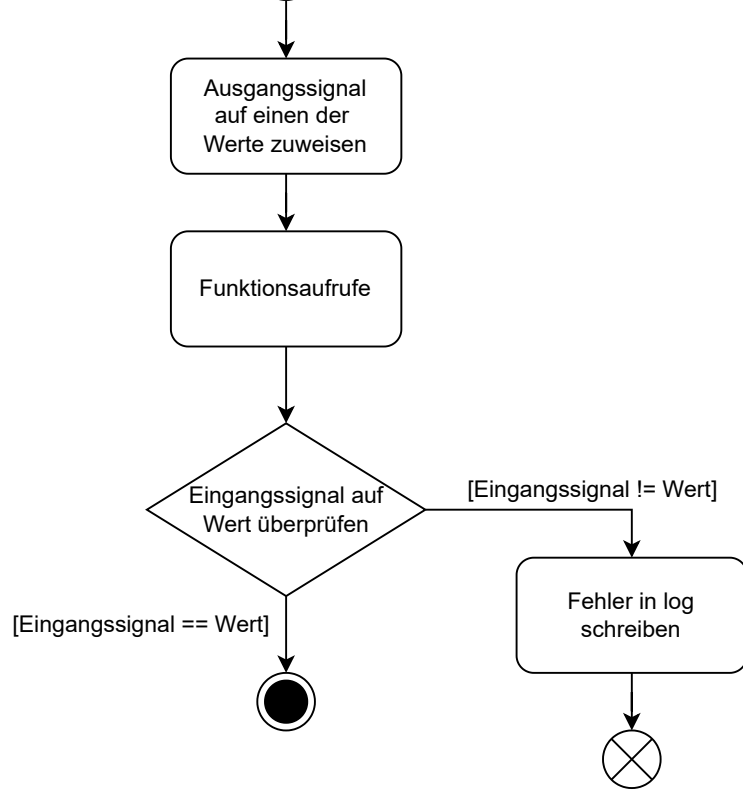 Ausgangssignal
auf einen der
Werte zuweisen
Funktionsaufrufe
Eingangssignal auf
Wert überprüfen
[Eingangssignal != Wert]
Fehler in log
schreiben
[Eingangssignal == Wert]